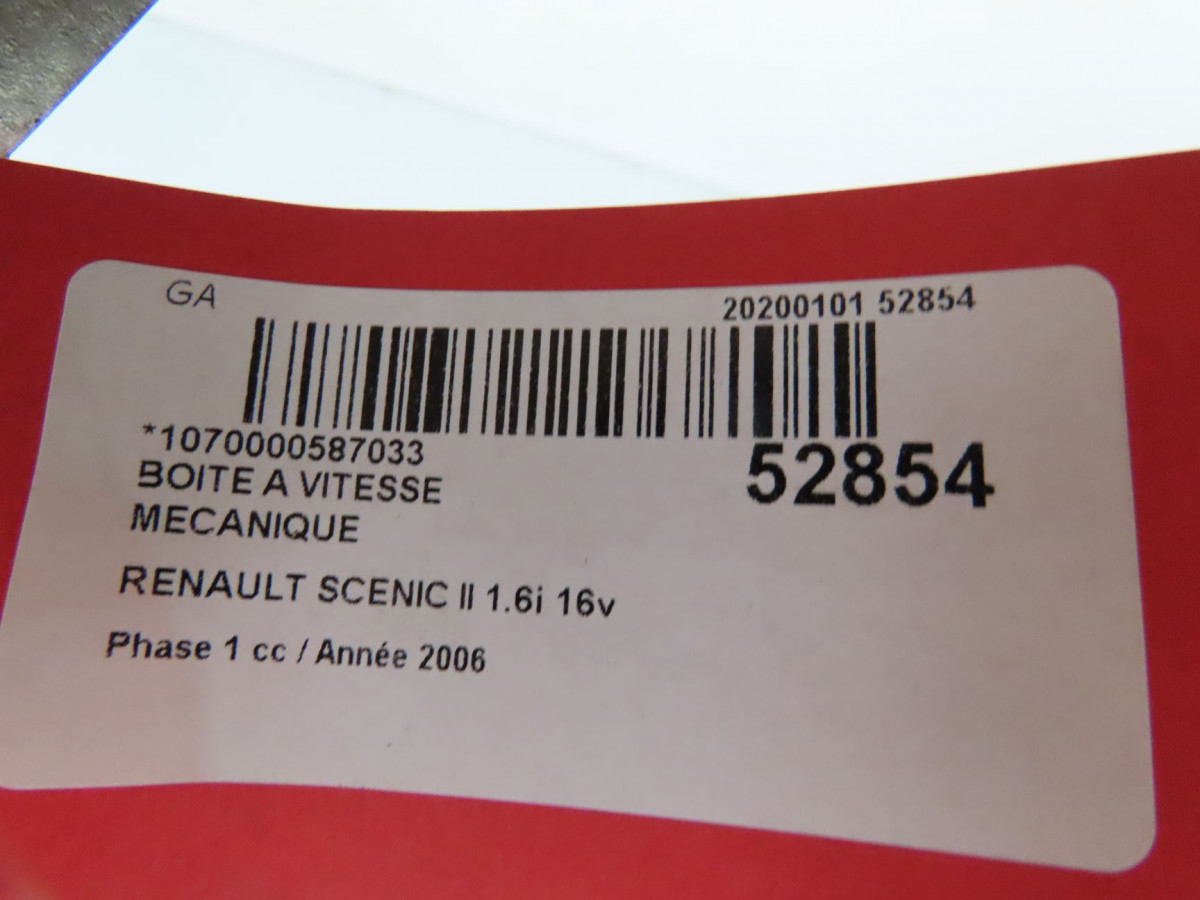 GA
20200101 52854
*1070000587033
52854
BOITE A VITESSE
MECANIQUE
RENAULT SCENIC II 1.6i 16v
Phase 1 cc / Année 2006